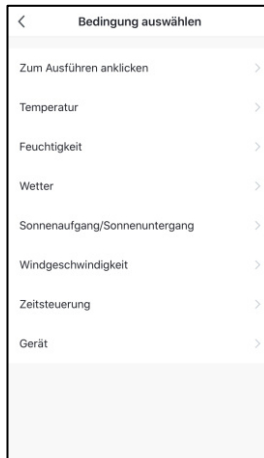 Bedingung auswählen
Zum Ausführen anklicken
Temperatur
Feuchtigkeit
Wetter
Sonnenaufgang/Sonnenuntergang
Windgeschwindigkeit
Zeitsteuerung
Gerät